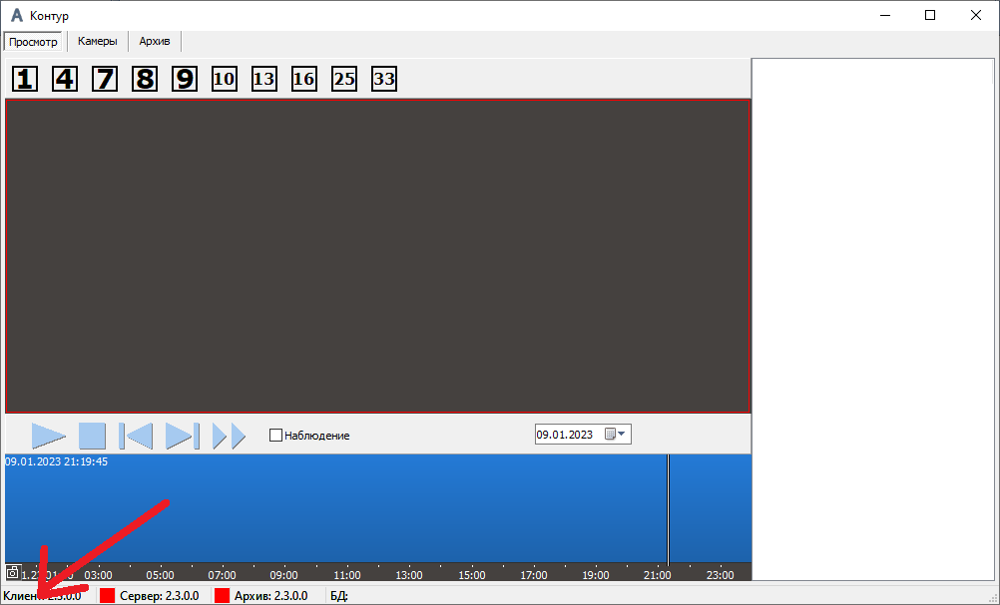 Контур
Просмотр Камеры Архив
1 4 7 8 9 10 13 16 25 33
Наблюдение 09.01.2023
09.01.2023 21:19:45
03:00 05:00 07:00 09:00 11:00 13:00 15:00 17:00 19:00 21:00 23:00
Клиент: 2.3.0.0 Сервер: 2.3.0.0 Архив: 2.3.0.0 БД: